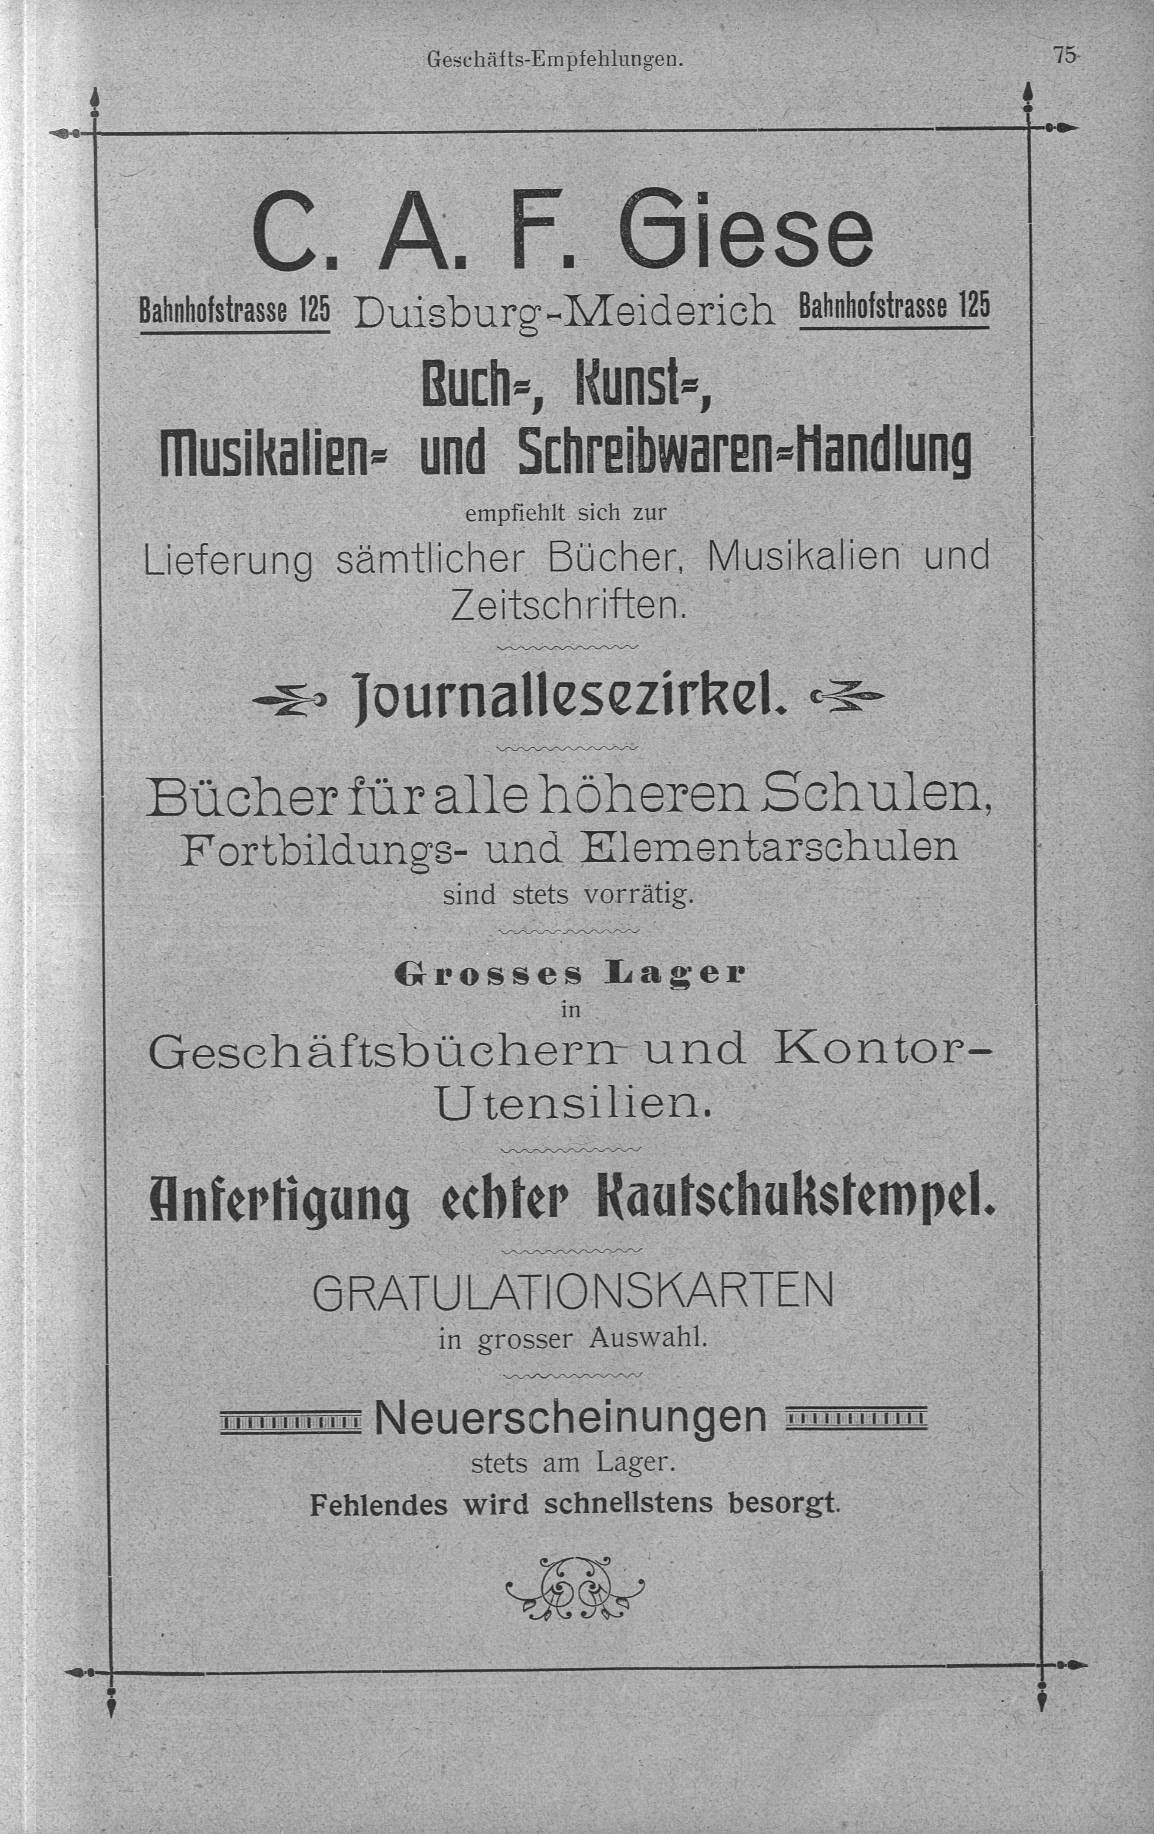 Geschäfts-Empfehlungen.
75
C. A. F. Giese
Bahnhofstrasse 125 Duisburg-Meiderich Bahnhofstrasse 125
Buch-, Kunst-,
Musikalien- und Schreibwaren-Handlung
empfiehlt sich zur
Lieferung sämtlicher Bücher, Musikalien und
Zeitschriften.
Journallesezirkel.
Bücher für alle höheren Schulen,
Fortbildungs- und Elementarschulen
sind stets vorrätig.
Grosses Lager
in
Geschäftsbüchern und Kontor-
Utensilien.
Anfertigung echter Kautschukstempel.
GRATULATIONSKARTEN
in grosser Auswahl.
Neuerscheinungen
stets am Lager.
Fehlendes wird schnellstens besorgt.